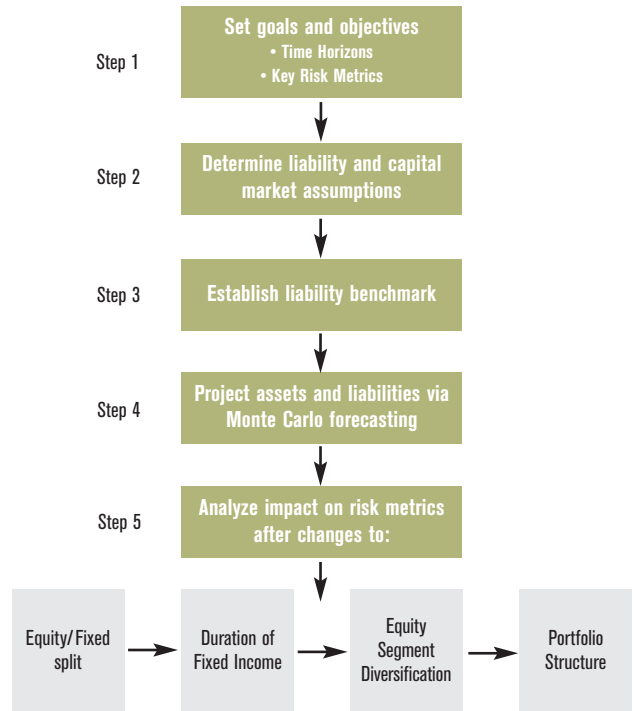 Step 1
Set goals and objectives
• Time Horizons
• Key Risk Metrics
Step 2
Determine liability and capital
market assumptions
Step 3
Establish liability benchmark
Step 4
Project assets and liabilities via
Monte Carlo forecasting
Step 5
Analyze impact on risk metrics
after changes to:
Equity/Fixed
split
Duration of
Fixed Income
Equity
Segment
Diversification
Portfolio
Structure